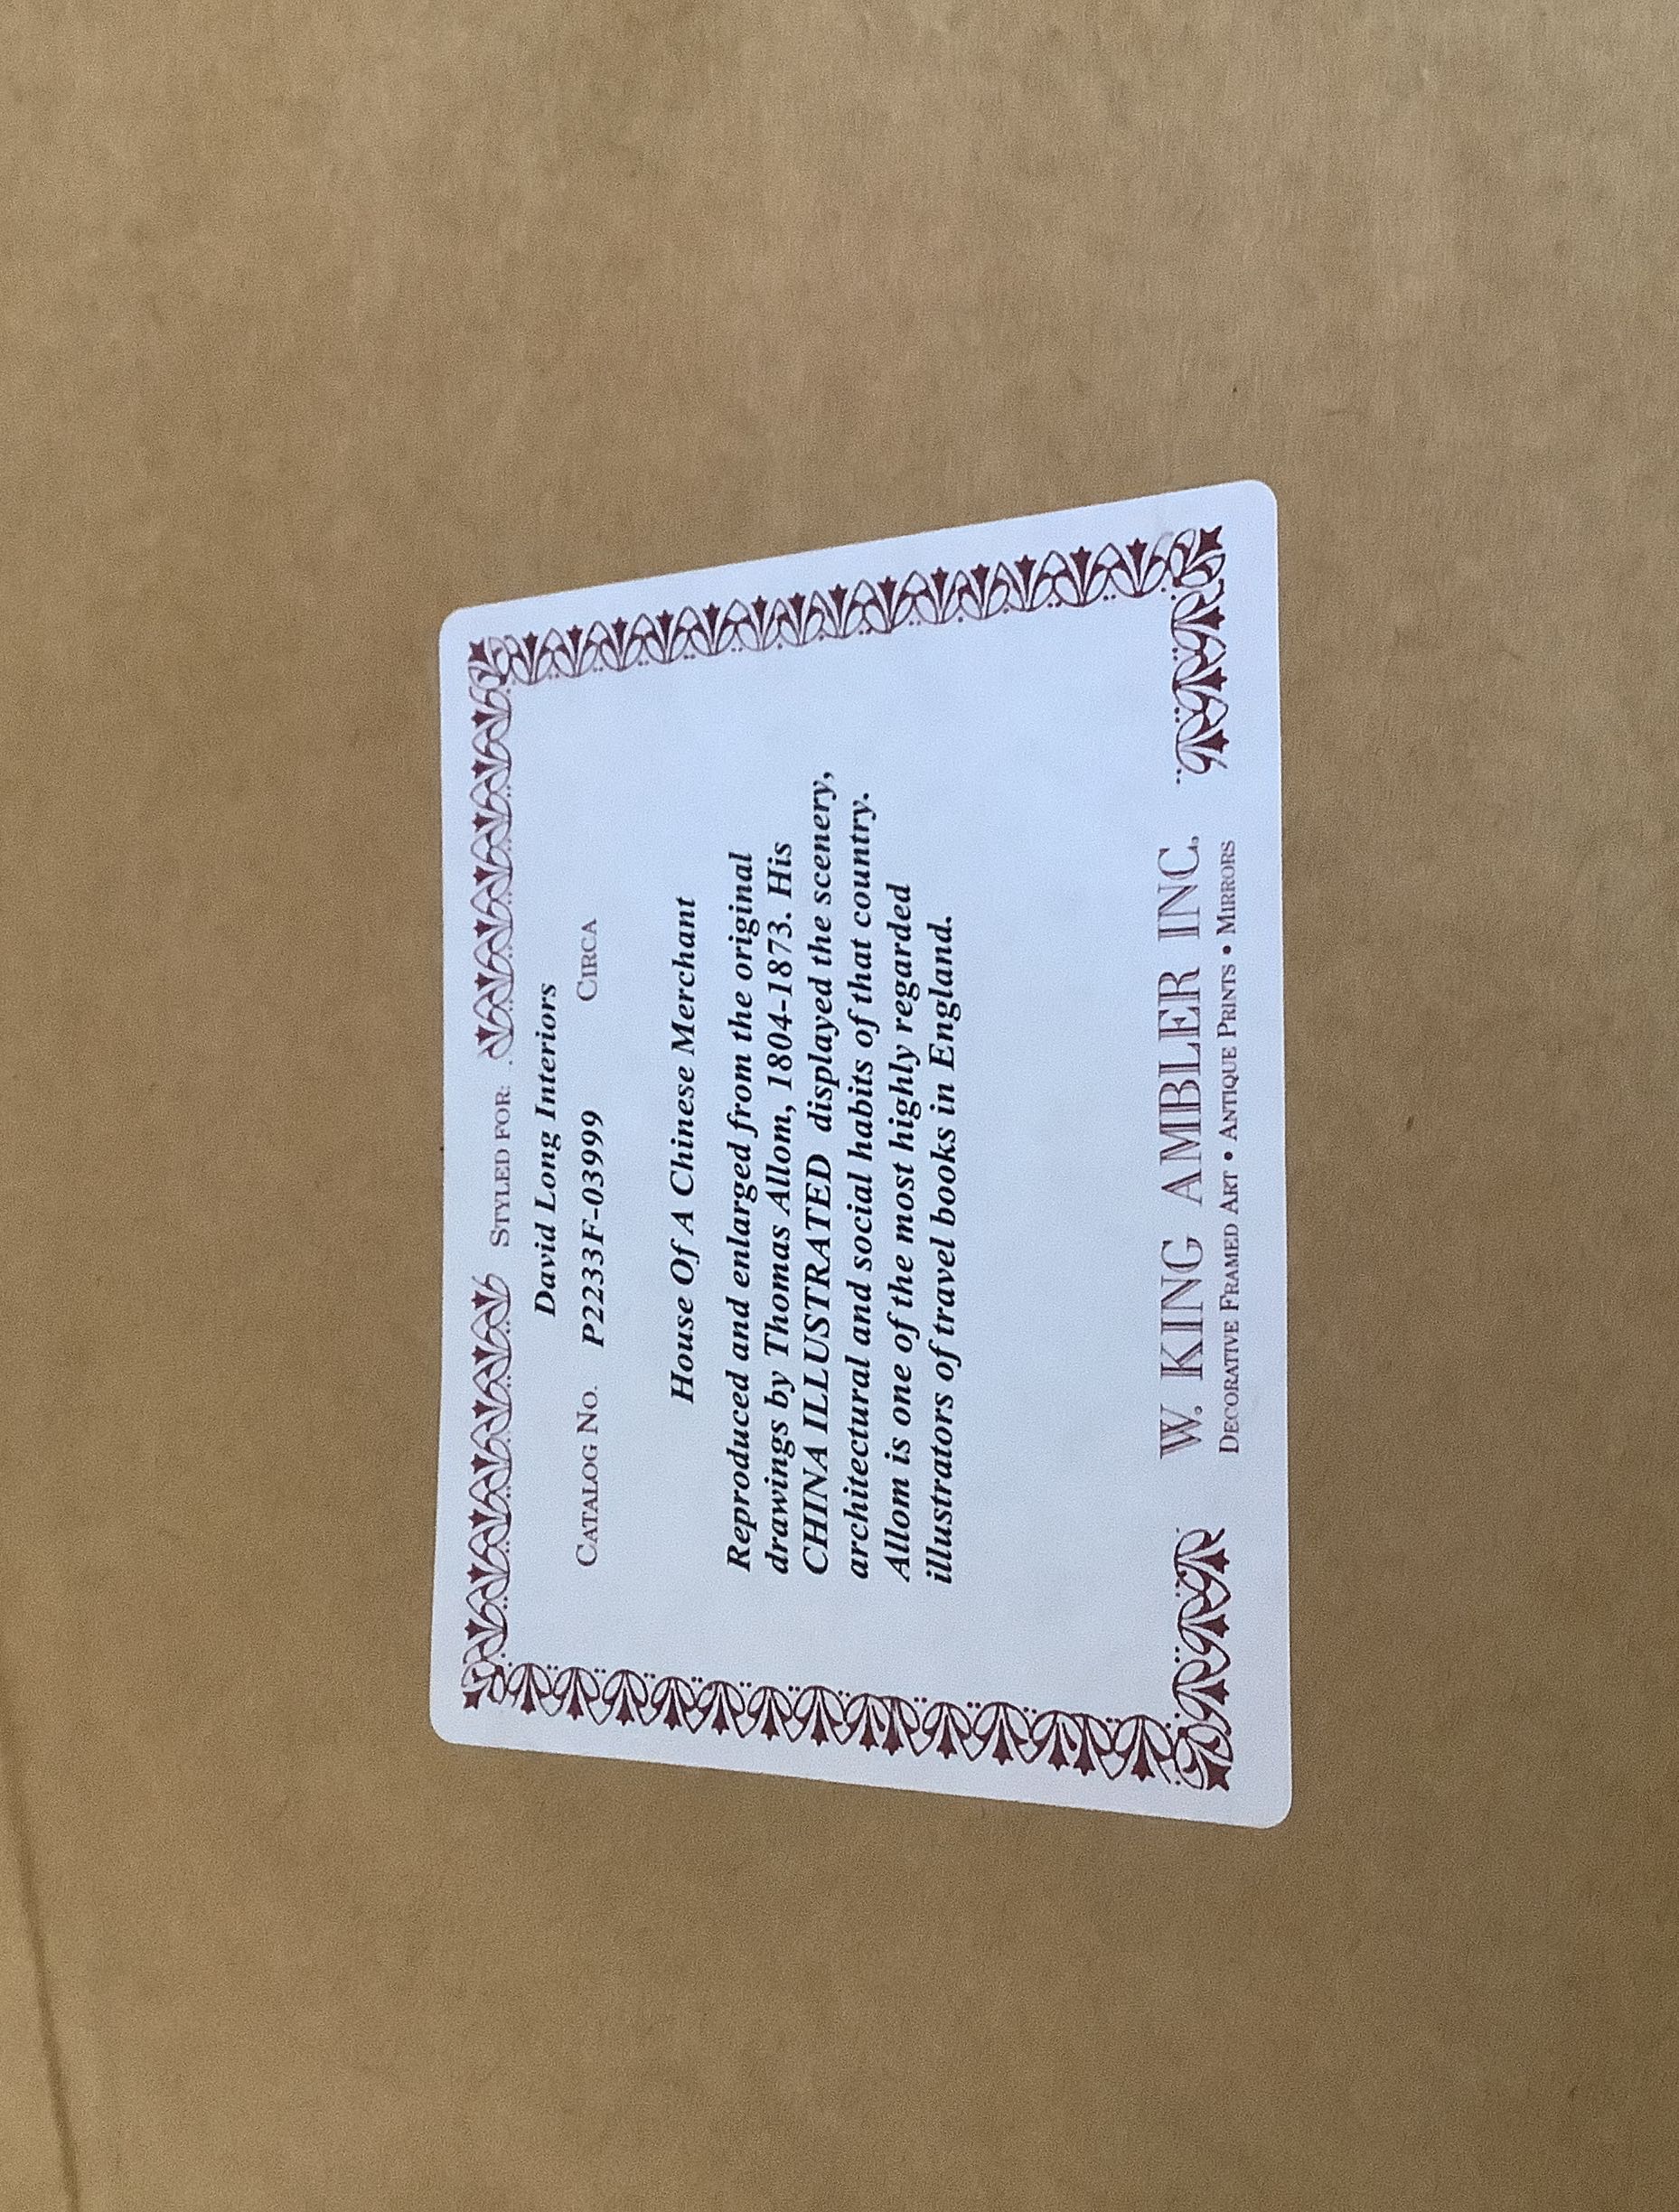 STYLED FOR:
David Long Interiors
CATALOG NO. P2233F-03999 CIRCA
House Of A Chinese Merchant
Reproduced and enlarged from the original
drawings by Thomas Allom, 1804-1873. His
CHINA ILLUSTRATED displayed the scenery,
architectural and social habits of that country.
Allom is one of the most highly regarded
illustrators of travel books in England.
W. KING AMBLER INC.
DECORATIVE FRAMED ART • ANTIQUE PRINTS • MIRRORS